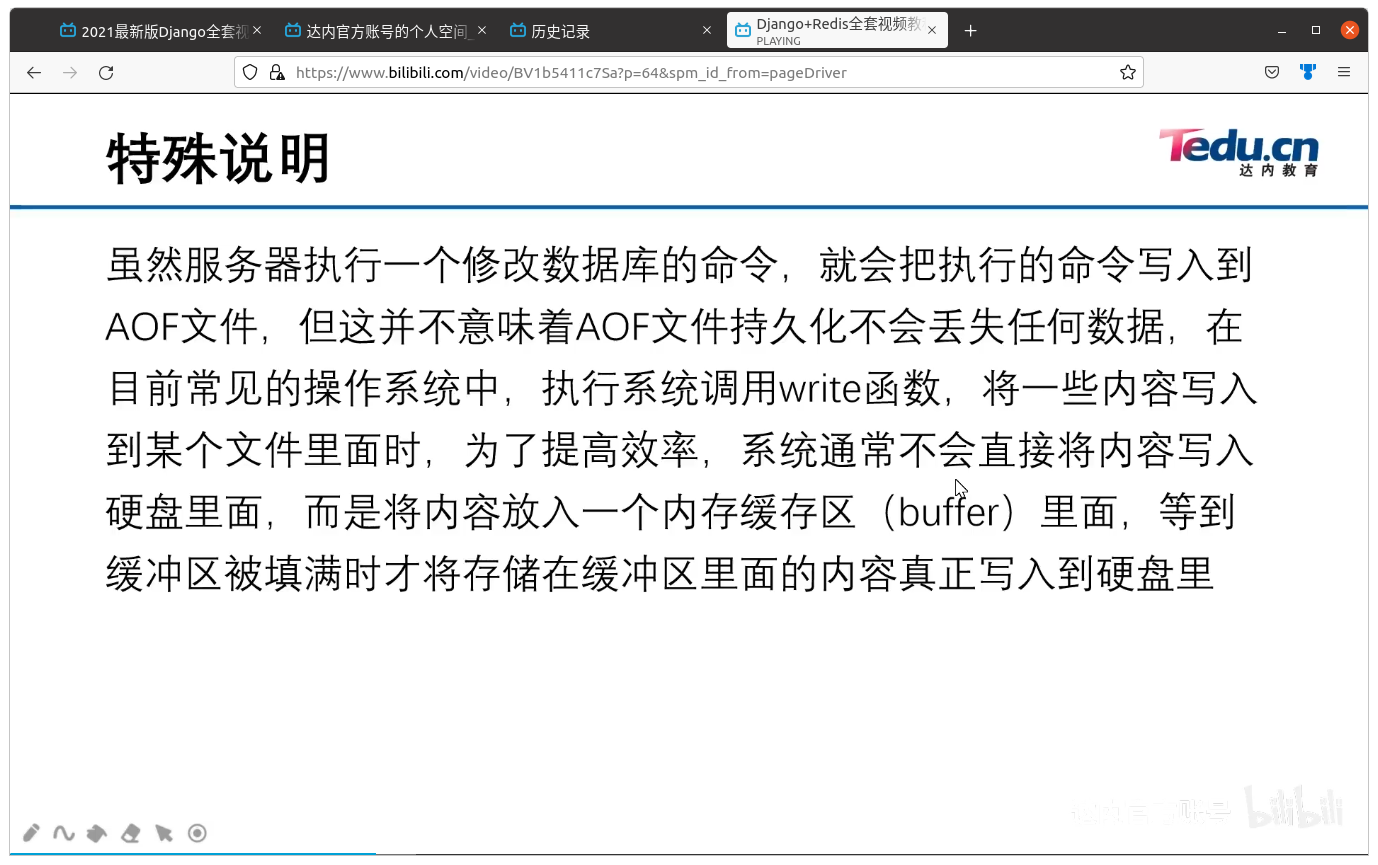 2021最新版Django全套视
达内官方账号的个人空间_
历史记录
Django+Redis全套视频教
PLAYING
https://www.bilibili.com/video/BV1b5411c7Sa?p=64&spm_id_from=pageDriver
特殊说明
Tedu.cn
达内教育
虽然服务器执行一个修改数据库的命令，就会把执行的命令写入到
AOF文件，但这并不意味着AOF文件持久化不会丢失任何数据，在
目前常见的操作系统中，执行系统调用write函数，将一些内容写入
到某个文件里面时，为了提高效率，系统通常不会直接将内容写入
硬盘里面，而是将内容放入一个内存缓存区（buffer）里面，等到
缓冲区被填满时才将存储在缓冲区里面的内容真正写入到硬盘里
达内官方账号 bilibili